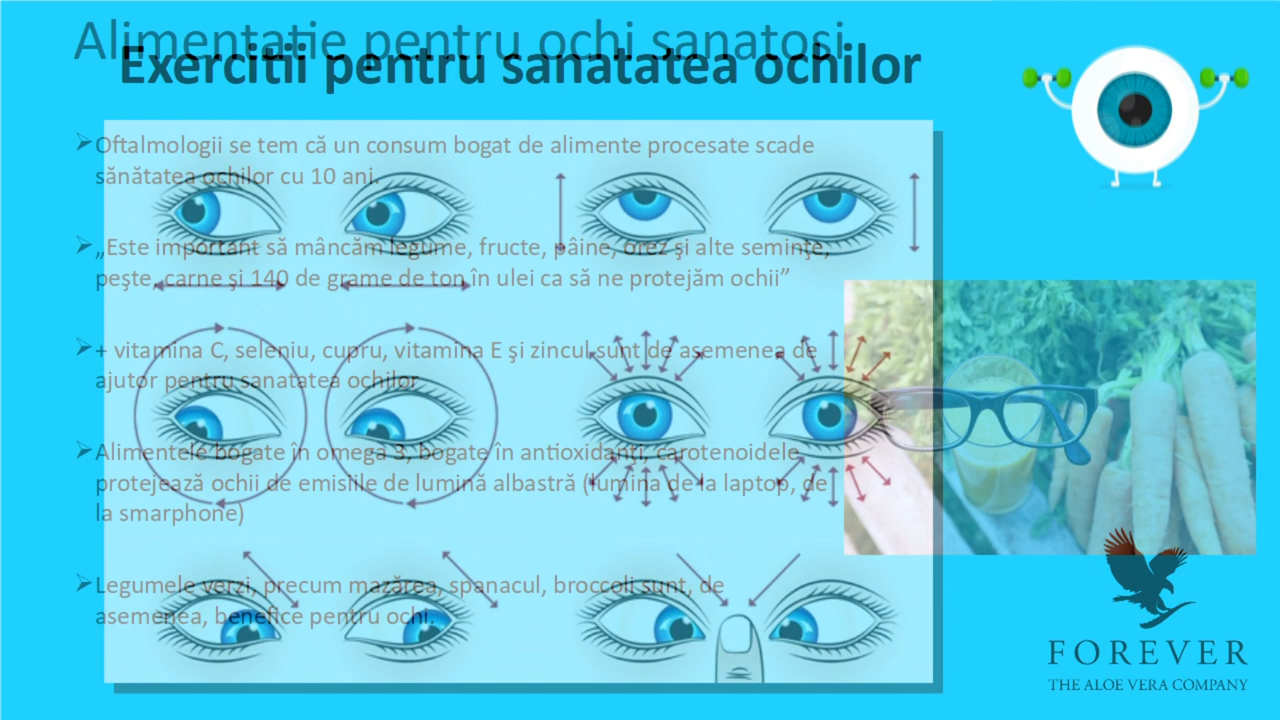 Alimentaţie pentru ochi sanatoşi
Exercitii pentru sanatatea ochilor
Oftalmologii se tem că un consum bogat de alimente procesate scade
sănătatea ochilor cu 10 ani.
„Este important să mâncăm legume, fructe, pâine, orez şi alte seminţe,
peşte, carne şi 140 de grame de ton în ulei ca să ne protejăm ochii”
+ vitamina C, seleniu, cupru, vitamina E şi zincul sunt de asemenea de
ajutor pentru sanatatea ochilor
Alimentele bogate în omega 3, bogate în antioxidanţi, carotenoidele
protejează ochii de emisiile de lumină albastră (lumina de la laptop, de
la smarphone)
Legumele verzi, precum mazărea, spanacul, broccoli sunt, de
asemenea, benefice pentru ochi.
FOREVER
THE ALOE VERA COMPANY